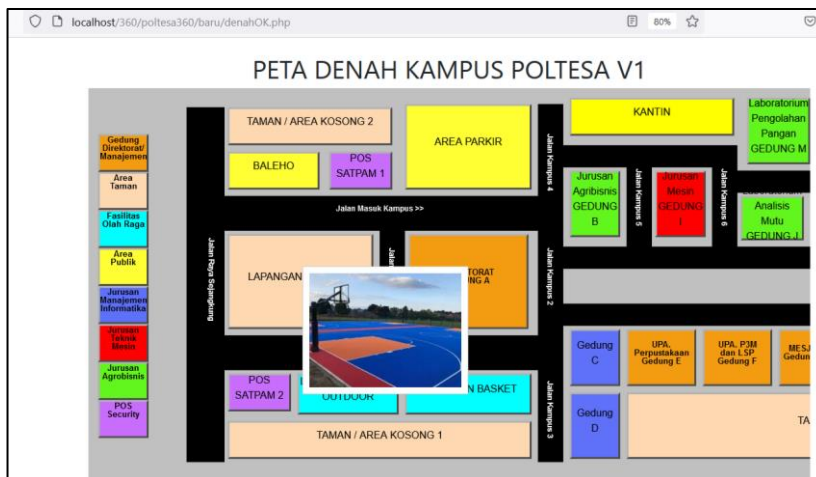 localhost/360/poltesa360/baru/denahOK.php
80%
PETA DENAH KAMPUS POLTESA V1
Gedung
Direktorat/
Manajemen
Area
Taman
Fasilitas
Olah Raga
Area
Publik
Jurusan
Manajemen
Informatika
Jurusan
Teknik
Mesin
Jurusan
Agrobisnis
POS
Security
Jalan Raya Sejangkung
TAMAN / AREA KOSONG 2
BALEHO
POS
SATPAM 1
AREA PARKIR
Jalan Masuk Kampus >>
Jalan Kampus 4
KANTIN
Laboratorium
Pengolahan
Pangan
GEDUNG M
Jurusan
Agribisnis
GEDUNG
B
Jalan Kampus 5
Jurusan
Mesin
GEDUNG
I
Jalan Kampus 6
Analisis
Mutu
GEDUNG J
LAPANGAN
Jalan Kampus 2
POS
SATPAM 2
OUTDOOR
BASKET
Jalan Kampus 3
TAMAN / AREA KOSONG 1
Gedung
C
UPA.
Perpustakaan
Gedung E
UPA. P3M
dan LSP
Gedung F
Gedung
D